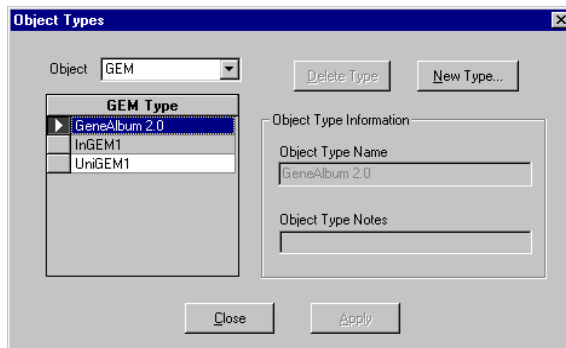 Object Types
Object GEM
Delete Type New Type...
GEM Type
GeneAlbum 2.0
InGEM1
UniGEM1
Object Type Information
Object Type Name
GeneAlbum 2.0
Object Type Notes
Close Apply